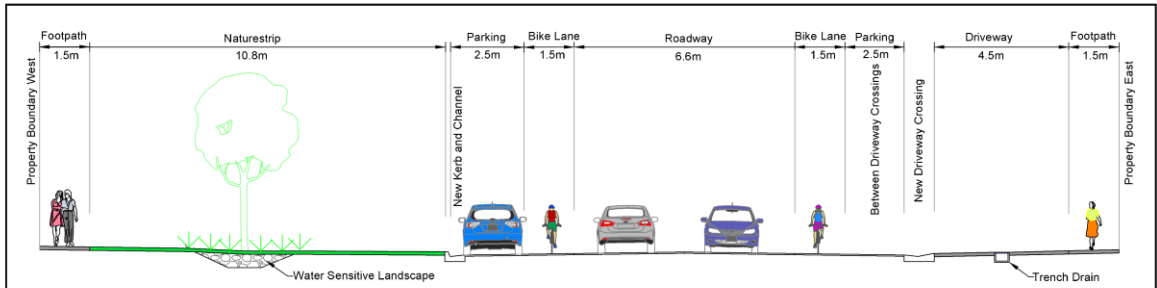 Footpath
1.5m
Naturestrip
10.8m
Parking
2.5m
Bike Lane
1.5m
Roadway
6.6m
Bike Lane
1.5m
Parking
2.5m
Driveway
4.5m
Footpath
1.5m
Property Boundary West
New Kerb and Channel
Between Driveway Crossings
New Driveway Crossing
Property Boundary East
Water Sensitive Landscape
Trench Drain